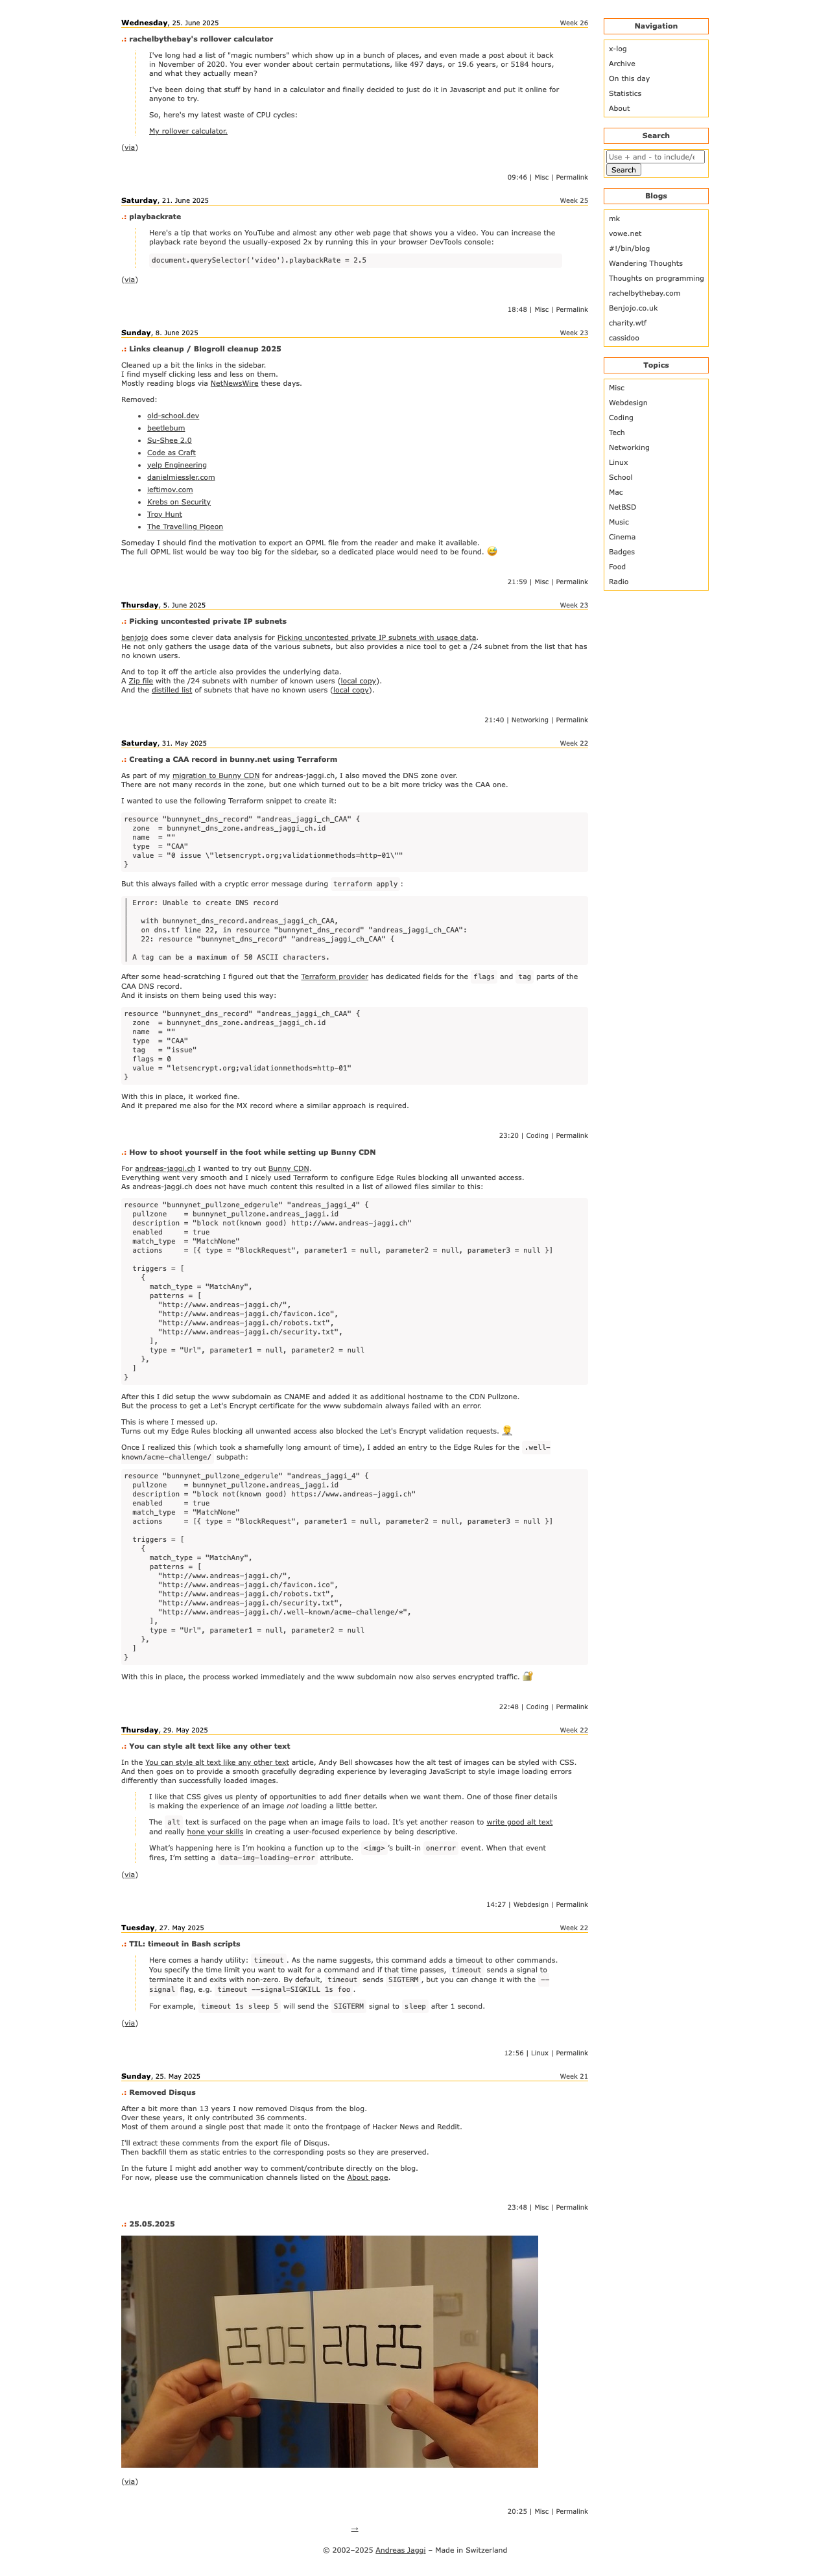 Wednesday, 25. June 2025 Week 26
.: rachelbythebay's rollover calculator
I've long had a list of "magic numbers" which show up in a bunch of places, and even made a post about it back
in November of 2020. You ever wonder about certain permutations, like 497 days, or 19.6 years, or 5184 hours,
and what they actually mean?
I've been doing that stuff by hand in a calculator and finally decided to just do it in Javascript and put it online for
anyone to try.
So, here's my latest waste of CPU cycles:
My rollover calculator.
(via)
09:46 | Misc | Permalink
Saturday, 21. June 2025 Week 25
.: playbackrate
Here's a tip that works on YouTube and almost any other web page that shows you a video. You can increase the
playback rate beyond the usually-exposed 2x by running this in your browser DevTools console:
document.querySelector('video').playbackRate = 2.5
(via)
18:48 | Misc | Permalink
Sunday, 8. June 2025 Week 23
.: Links cleanup / Blogroll cleanup 2025
Cleaned up a bit the links in the sidebar.
I find myself clicking less and less on them.
Mostly reading blogs via NetNewsWire these days.
Removed:
• old-school.dev
• beetlebum
• Su-Shee 2.0
• Code as Craft
• yelp Engineering
• danielmiessler.com
• ieftimov.com
• Krebs on Security
• Troy Hunt
• The Travelling Pigeon
Someday I should find the motivation to export an OPML file from the reader and make it available.
The full OPML list would be way too big for the sidebar, so a dedicated place would need to be found. 😅
21:59 | Misc | Permalink
Thursday, 5. June 2025 Week 23
.: Picking uncontested private IP subnets
benjojo does some clever data analysis for Picking uncontested private IP subnets with usage data.
He not only gathers the usage data of the various subnets, but also provides a nice tool to get a /24 subnet from the list that has
no known users.
And to top it off the article also provides the underlying data.
A Zip file with the /24 subnets with number of known users (local copy).
And the distilled list of subnets that have no known users (local copy).
21:40 | Networking | Permalink
Saturday, 31. May 2025 Week 22
.: Creating a CAA record in bunny.net using Terraform
As part of my migration to Bunny CDN for andreas-jaggi.ch, I also moved the DNS zone over.
There are not many records in the zone, but one which turned out to be a bit more tricky was the CAA one.
I wanted to use the following Terraform snippet to create it:
resource "bunnynet_dns_record" "andreas_jaggi_ch_CAA" {
zone = bunnynet_dns_zone.andreas_jaggi_ch.id
name = ""
type = "CAA"
value = "0 issue \"letsencrypt.org;validationmethods=http-01\""
}
But this always failed with a cryptic error message during terraform apply :
Error: Unable to create DNS record
with bunnynet_dns_record.andreas_jaggi_ch_CAA,
on dns.tf line 22, in resource "bunnynet_dns_record" "andreas_jaggi_ch_CAA":
22: resource "bunnynet_dns_record" "andreas_jaggi_ch_CAA" {
A tag can be a maximum of 50 ASCII characters.
After some head-scratching I figured out that the Terraform provider has dedicated fields for the flags and tag parts of the
CAA DNS record.
And it insists on them being used this way:
resource "bunnynet_dns_record" "andreas_jaggi_ch_CAA" {
zone = bunnynet_dns_zone.andreas_jaggi_ch.id
name = ""
type = "CAA"
tag = "issue"
flags = 0
value = "letsencrypt.org;validationmethods=http-01"
}
With this in place, it worked fine.
And it prepared me also for the MX record where a similar approach is required.
23:20 | Coding | Permalink
.: How to shoot yourself in the foot while setting up Bunny CDN
For andreas-jaggi.ch I wanted to try out Bunny CDN.
Everything went very smooth and I nicely used Terraform to configure Edge Rules blocking all unwanted access.
As andreas-jaggi.ch does not have much content this resulted in a list of allowed files similar to this:
resource "bunnynet_pullzone_edgerule" "andreas_jaggi_4" {
pullzone = bunnynet_pullzone.andreas_jaggi.id
description = "block not(known good) http://www.andreas-jaggi.ch"
enabled = true
match_type = "MatchNone"
actions = [{ type = "BlockRequest", parameter1 = null, parameter2 = null, parameter3 = null }]
triggers = [
{
match_type = "MatchAny",
patterns = [
"http://www.andreas-jaggi.ch/",
"http://www.andreas-jaggi.ch/favicon.ico",
"http://www.andreas-jaggi.ch/robots.txt",
"http://www.andreas-jaggi.ch/security.txt",
],
type = "Url", parameter1 = null, parameter2 = null
},
]
}
After this I did setup the www subdomain as CNAME and added it as additional hostname to the CDN Pullzone.
But the process to get a Let's Encrypt certificate for the www subdomain always failed with an error.
This is where I messed up.
Turns out my Edge Rules blocking all unwanted access also blocked the Let's Encrypt validation requests. 🤦
Once I realized this (which took a shamefully long amount of time), I added an entry to the Edge Rules for the .well-
known/acme-challenge/ subpath:
resource "bunnynet_pullzone_edgerule" "andreas_jaggi_4" {
pullzone = bunnynet_pullzone.andreas_jaggi.id
description = "block not(known good) https://www.andreas-jaggi.ch"
enabled = true
match_type = "MatchNone"
actions = [{ type = "BlockRequest", parameter1 = null, parameter2 = null, parameter3 = null }]
triggers = [
{
match_type = "MatchAny",
patterns = [
"http://www.andreas-jaggi.ch/",
"http://www.andreas-jaggi.ch/favicon.ico",
"http://www.andreas-jaggi.ch/robots.txt",
"http://www.andreas-jaggi.ch/security.txt",
"http://www.andreas-jaggi.ch/.well-known/acme-challenge/*",
],
type = "Url", parameter1 = null, parameter2 = null
},
]
}
With this in place, the process worked immediately and the www subdomain now also serves encrypted traffic. 🔐
22:48 | Coding | Permalink
Thursday, 29. May 2025 Week 22
.: You can style alt text like any other text
In the You can style alt text like any other text article, Andy Bell showcases how the alt test of images can be styled with CSS.
And then goes on to provide a smooth gracefully degrading experience by leveraging JavaScript to style image loading errors
differently than successfully loaded images.
I like that CSS gives us plenty of opportunities to add finer details when we want them. One of those finer details
is making the experience of an image not loading a little better.
The alt text is surfaced on the page when an image fails to load. It's yet another reason to write good alt text
and really hone your skills in creating a user-focused experience by being descriptive.
What's happening here is I'm hooking a function up to the <img> 's built-in onerror event. When that event
fires, I'm setting a data-img-loading-error attribute.
(via)
14:27 | Webdesign | Permalink
Tuesday, 27. May 2025 Week 22
.: TIL: timeout in Bash scripts
Here comes a handy utility: timeout . As the name suggests, this command adds a timeout to other commands.
You specify the time limit you want to wait for a command and if that time passes, timeout sends a signal to
terminate it and exits with non-zero. By default, timeout sends SIGTERM , but you can change it with the --
signal flag, e.g. timeout --signal=SIGKILL 1s foo .
For example, timeout 1s sleep 5 will send the SIGTERM signal to sleep after 1 second.
(via)
12:56 | Linux | Permalink
Sunday, 25. May 2025 Week 21
.: Removed Disqus
After a bit more than 13 years I now removed Disqus from the blog.
Over these years, it only contributed 36 comments.
Most of them around a single post that made it onto the frontpage of Hacker News and Reddit.
I'll extract these comments from the export file of Disqus.
Then backfill them as static entries to the corresponding posts so they are preserved.
In the future I might add another way to comment/contribute directly on the blog.
For now, please use the communication channels listed on the About page.
23:48 | Misc | Permalink
.: 25.05.2025
2505 2025
(via)
20:25 | Misc | Permalink
→
© 2002–2025 Andreas Jaggi – Made in Switzerland
Navigation
x-log
Archive
On this day
Statistics
About
Search
Use + and - to include/e
Search
Blogs
mk
vowe.net
#!/bin/blog
Wandering Thoughts
Thoughts on programming
rachelbythebay.com
Benjojo.co.uk
charity.wtf
cassidoo
Topics
Misc
Webdesign
Coding
Tech
Networking
Linux
School
Mac
NetBSD
Music
Cinema
Badges
Food
Radio